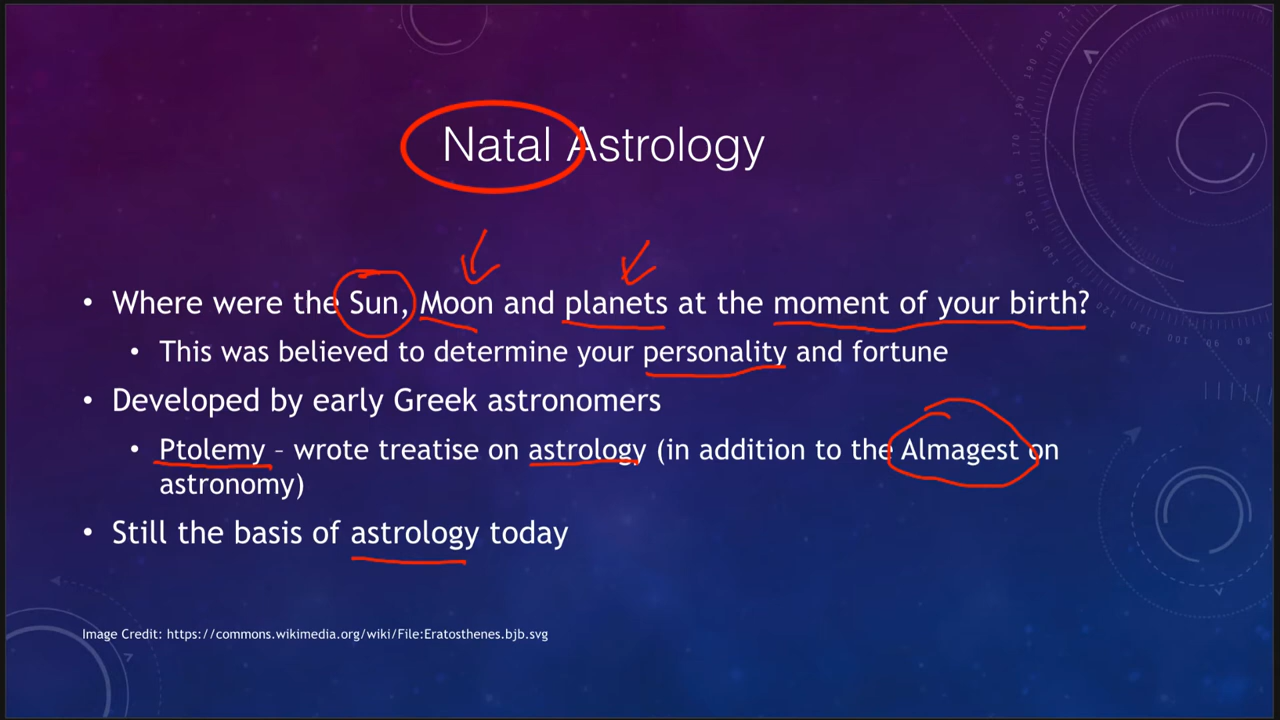 Natal Astrology
• Where were the Sun, Moon and planets at the moment of your birth?
• This was believed to determine your personality and fortune
• Developed by early Greek astronomers
• Ptolemy – wrote treatise on astrology (in addition to the Almagest on
astronomy)
• Still the basis of astrology today
Image Credit: https://commons.wikimedia.org/wiki/File:Eratosthenes.bjb.svg